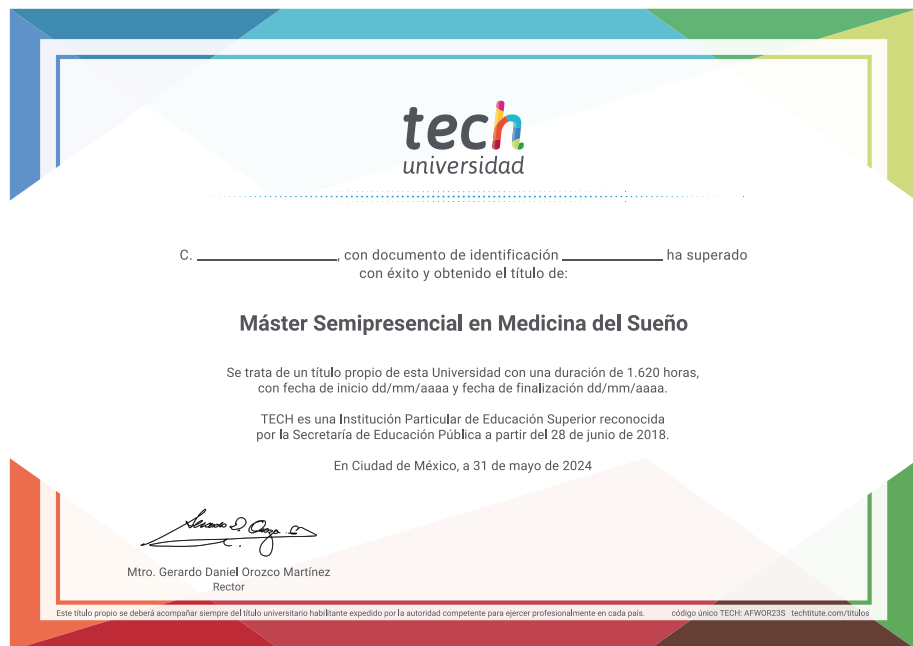 tech
universidad
C. ____________________, con documento de identificación ______________ ha superado
con éxito y obtenido el título de:
Máster Semipresencial en Medicina del Sueño
Se trata de un título propio de esta Universidad con una duración de 1.620 horas,
con fecha de inicio dd/mm/aaaa y fecha de finalización dd/mm/aaaa.
TECH es una Institución Particular de Educación Superior reconocida
por la Secretaría de Educación Pública a partir del 28 de junio de 2018.
En Ciudad de México, a 31 de mayo de 2024
Mtro. Gerardo Daniel Orozco Martínez
Rector
Este título propio se deberá acompañar siempre del título universitario habilitante expedido por la autoridad competente para ejercer profesionalmente en cada país. código único TECH: AFWOR23S techtitute.com/titulos